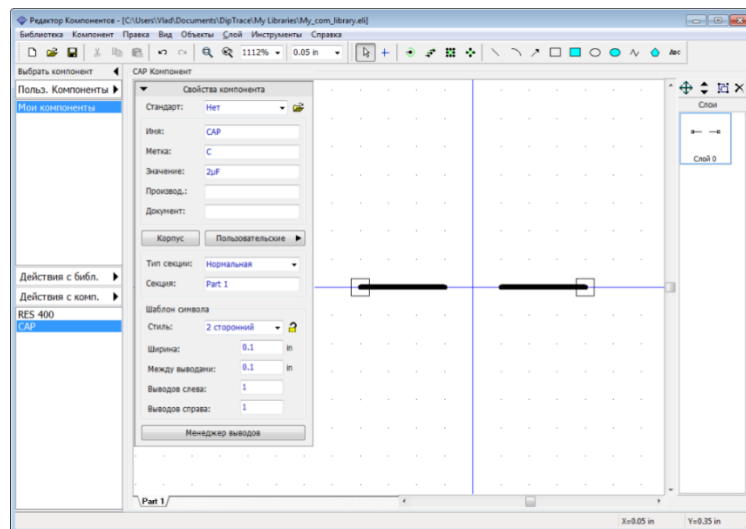 Редактор Компонентов - [C:\Users\Vlad\Documents\DipTrace\My Libraries\My_com_library.eli]
Библиотека Компонент Правка Вид Объекты Слой Инструменты Справка
1112% 0.05 in Abc
Выбрать компонент CAP Компонент
Польз. Компоненты
Мои компоненты
Действия с библ.
Действия с комп.
RES 400
CAP
Свойства компонента
Стандарт: Нет
Имя: CAP
Метка: C
Значение: 2µF
Производ.:
Документ:
Корпус Пользовательские
Тип секции: Нормальная
Секция: Part 1
Шаблон символа
Стиль: 2 сторонний
Ширина: 0.1 in
Между выводами: 0.1 in
Выводов слева: 1
Выводов справа: 1
Менеджер выводов
Part 1
Слои
Слой 0
X=0.05 in Y=0.35 in